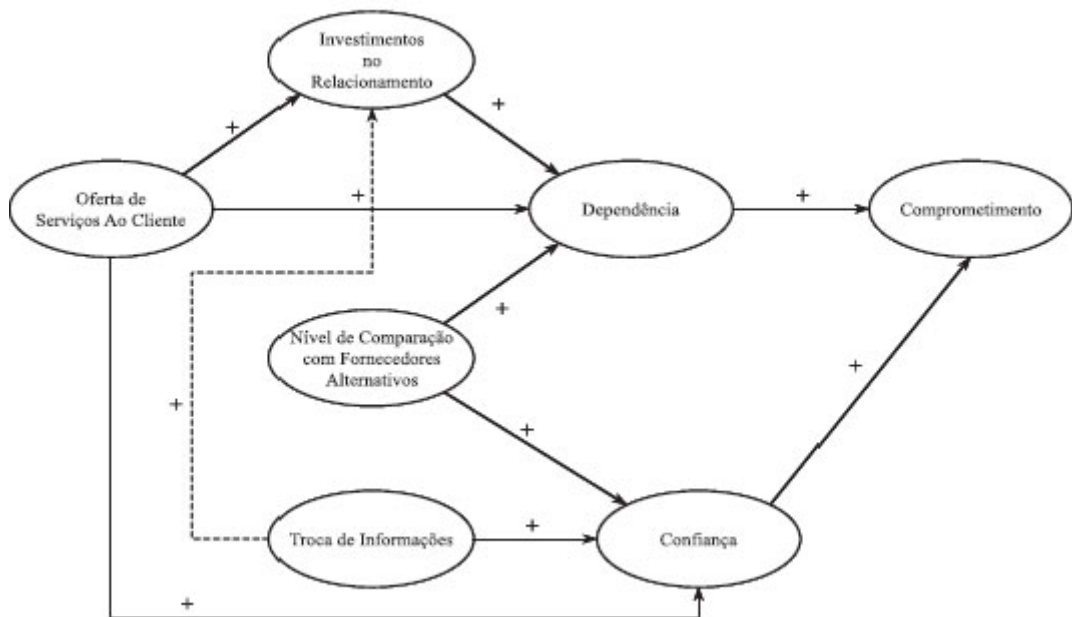 Investimentos
no
Relacionamento
+
+
Oferta de
Serviços Ao Cliente
+
Dependência
+
Comprometimento
+
Nível de Comparação
com Fornecedores
Alternativos
+
+
+
Troca de Informações
+
Confiança
+